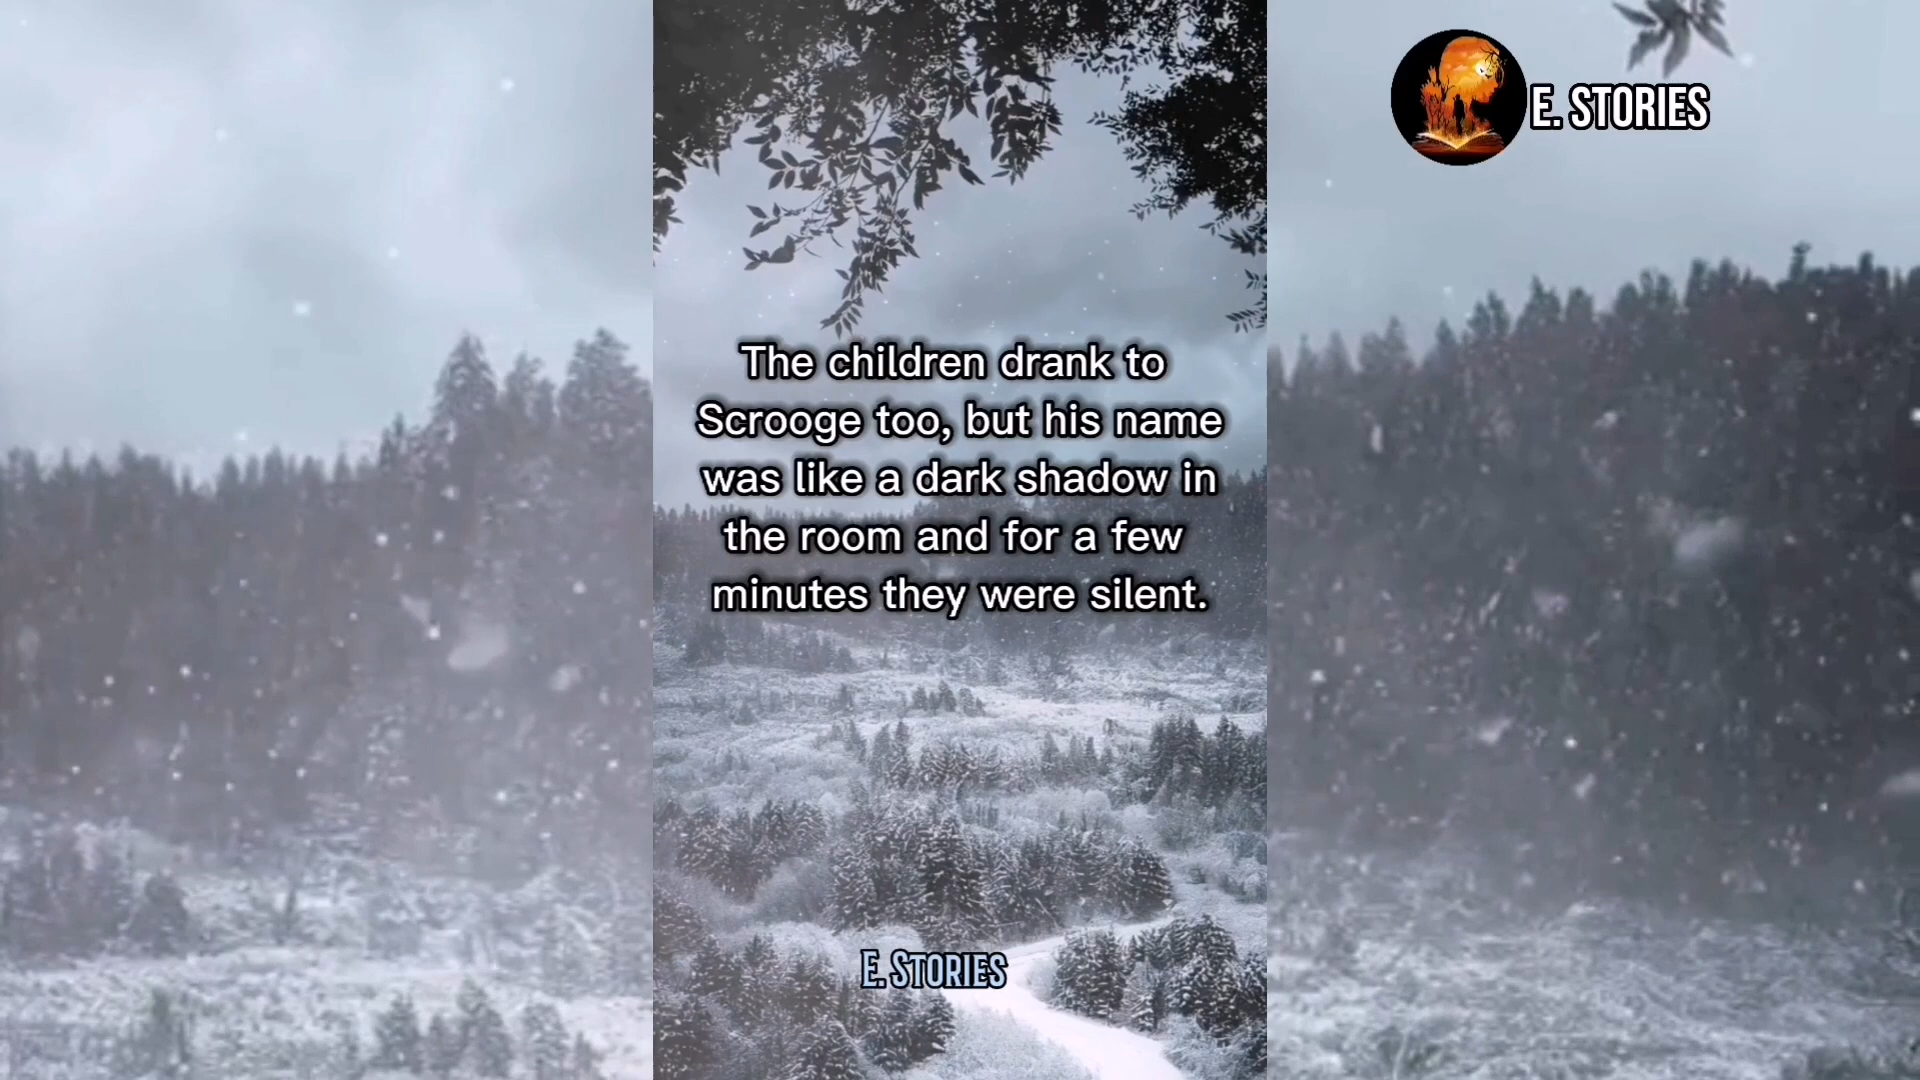 E. STORIES
The children drank to
Scrooge too, but his name
was like a dark shadow in
the room and for a few
minutes they were silent.
E. STORIES